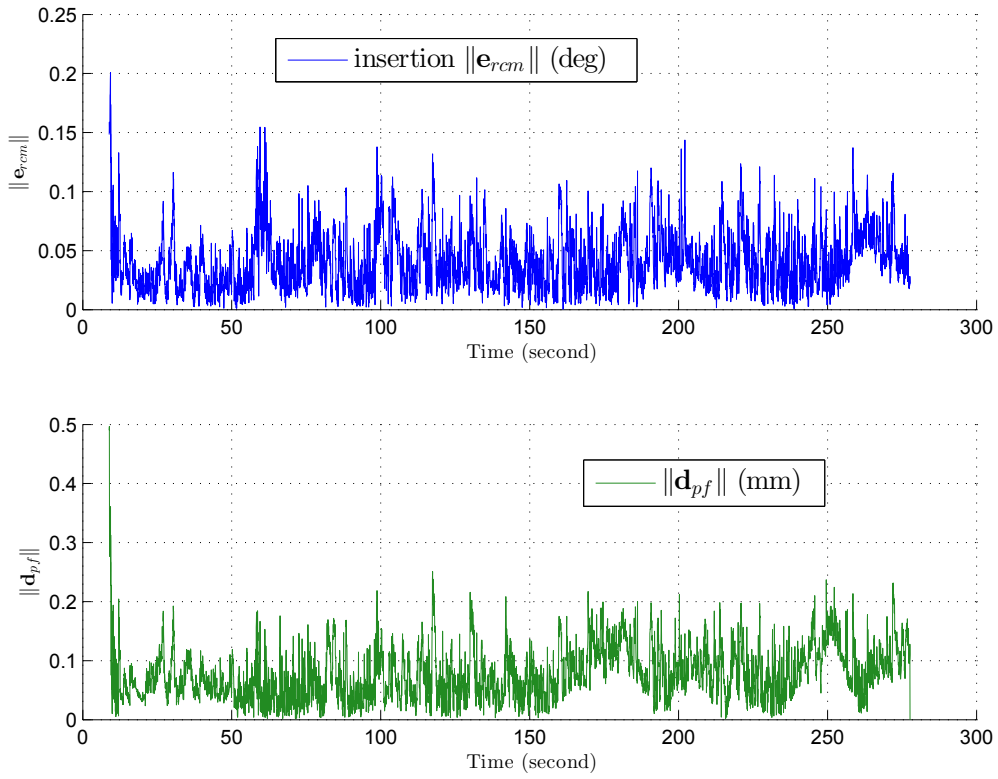 0.25
0.2
0.15
0.1
0.05
0
‖e_rcm‖
insertion ‖e_rcm‖ (deg)
0 50 100 150 200 250 300
Time (second)
0.5
0.4
0.3
0.2
0.1
0
‖d_pf‖
‖d_pf‖ (mm)
0 50 100 150 200 250 300
Time (second)